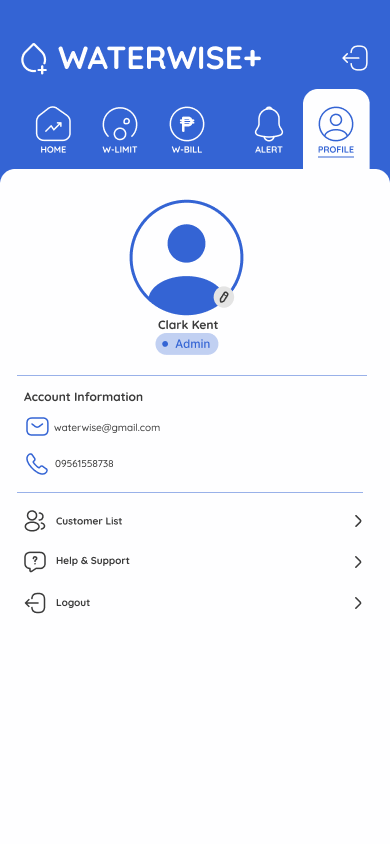 WATERWISE+
HOME W-LIMIT W-BILL ALERT PROFILE
Clark Kent
Admin
Account Information
waterwise@gmail.com
09561558738
Customer List
Help & Support
Logout